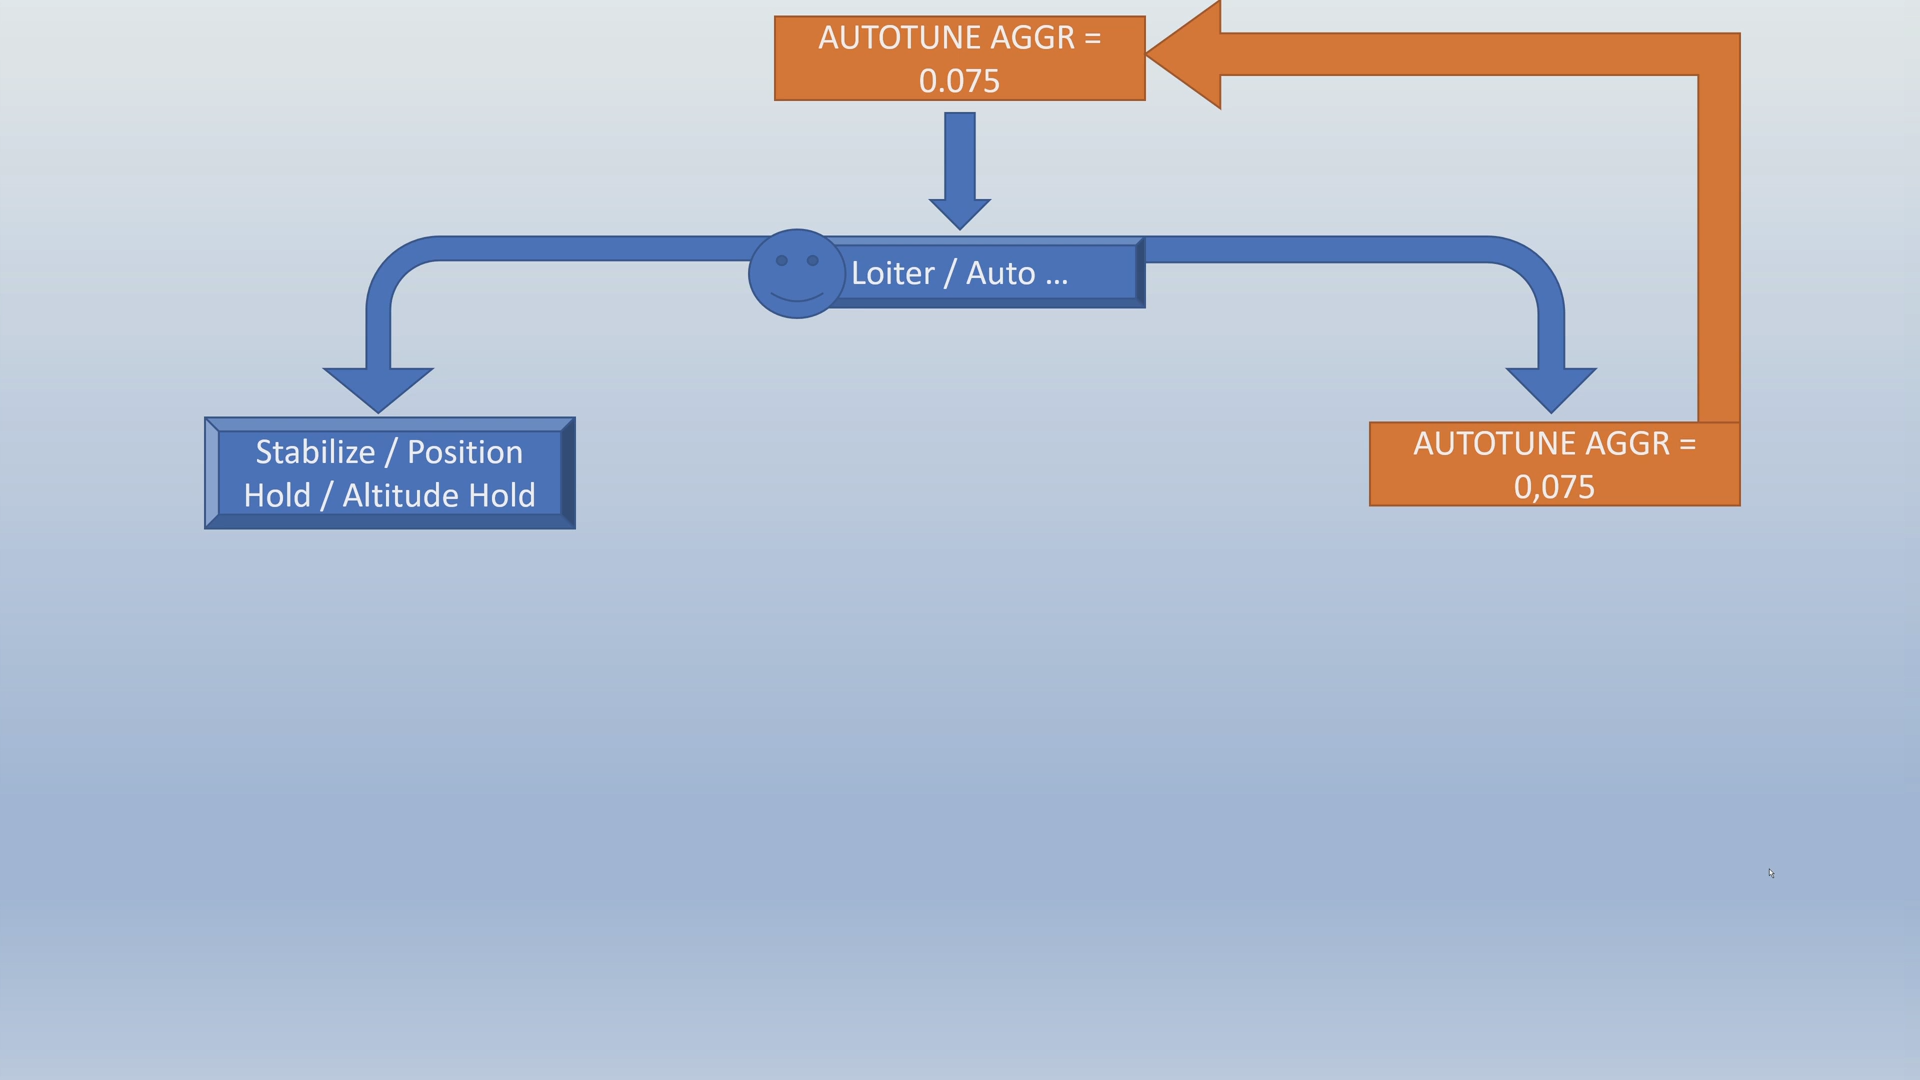 AUTOTUNE AGGR =
0.075
Loiter / Auto ...
Stabilize / Position
Hold / Altitude Hold
AUTOTUNE AGGR =
0,075